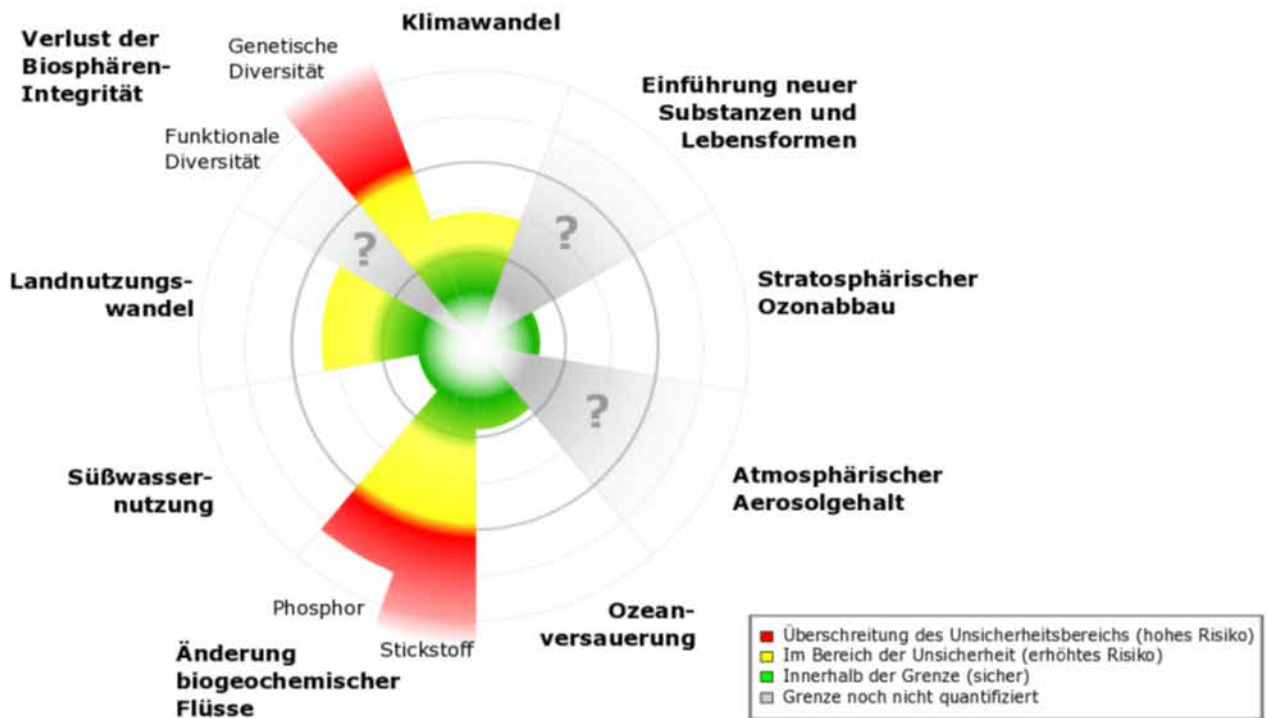 Klimawandel
Verlust der
Biosphären-
Integrität
Genetische
Diversität
Funktionale
Diversität
Einführung neuer
Substanzen und
Lebensformen
?
?
Landnutzungs-
wandel
Stratosphärischer
Ozonabbau
?
Süßwasser-
nutzung
Atmosphärischer
Aerosolgehalt
Phosphor
Stickstoff
Änderung
biogeochemischer
Flüsse
Ozean-
versauerung
Überschreitung des Unsicherheitsbereichs (hohes Risiko)
Im Bereich der Unsicherheit (erhöhtes Risiko)
Innerhalb der Grenze (sicher)
Grenze noch nicht quantifiziert